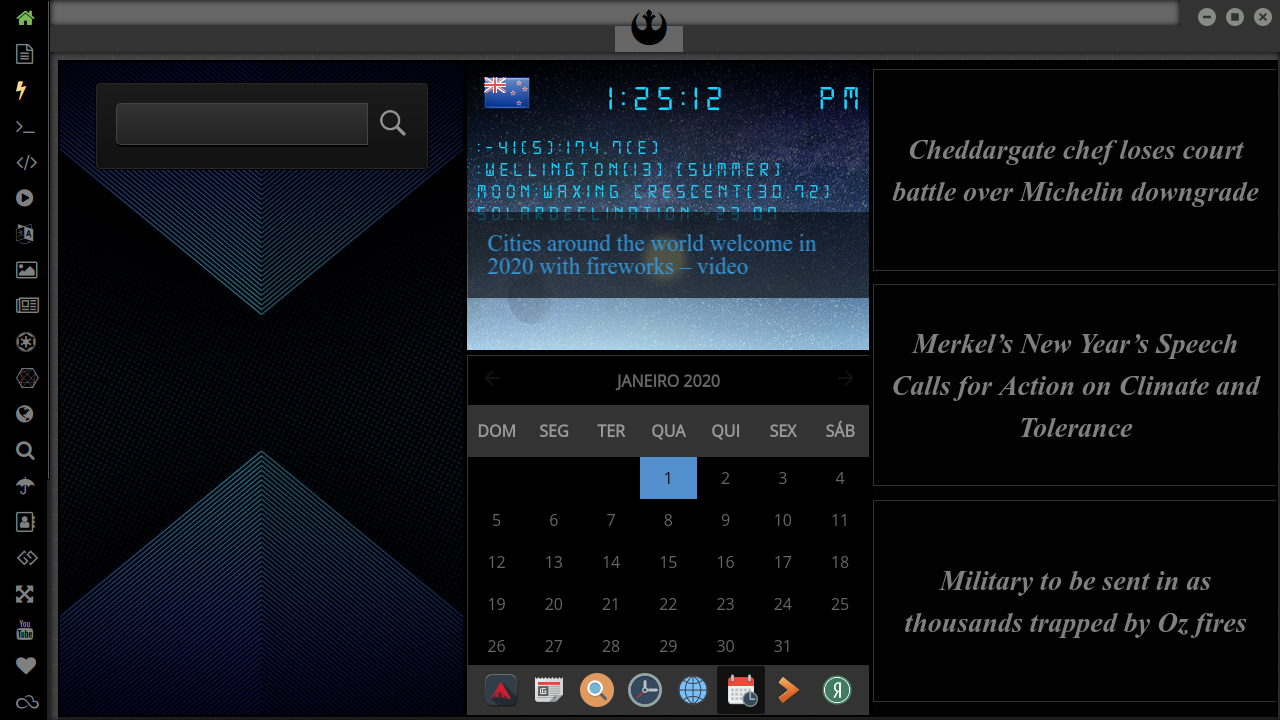 1:25:12 PM
:-41(S):174.7(E)
:WELLINGTON(13) (SUMMER)
MOON:WAXING CRESCENT(30 7.2)
Cities around the world welcome in
2020 with fireworks – video
JANEIRO 2020
DOM SEG TER QUA QUI SEX SÁB
1 2 3 4
5 6 7 8 9 10 11
12 13 14 15 16 17 18
19 20 21 22 23 24 25
26 27 28 29 30 31
Cheddargate chef loses court
battle over Michelin downgrade
Merkel’s New Year’s Speech
Calls for Action on Climate and
Tolerance
Military to be sent in as
thousands trapped by Oz fires
You
Tube
Я